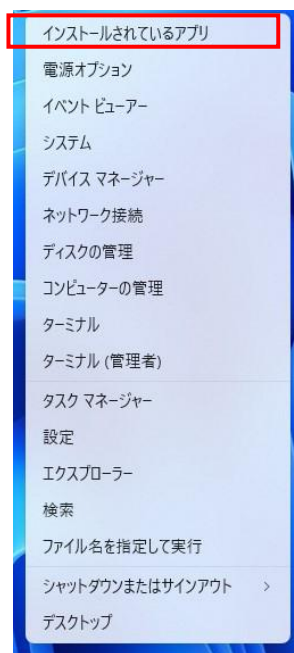 インストールされているアプリ
電源オプション
イベント ビューアー
システム
デバイス マネージャー
ネットワーク接続
ディスクの管理
コンピューターの管理
ターミナル
ターミナル (管理者)
タスク マネージャー
設定
エクスプローラー
検索
ファイル名を指定して実行
シャットダウンまたはサインアウト
デスクトップ